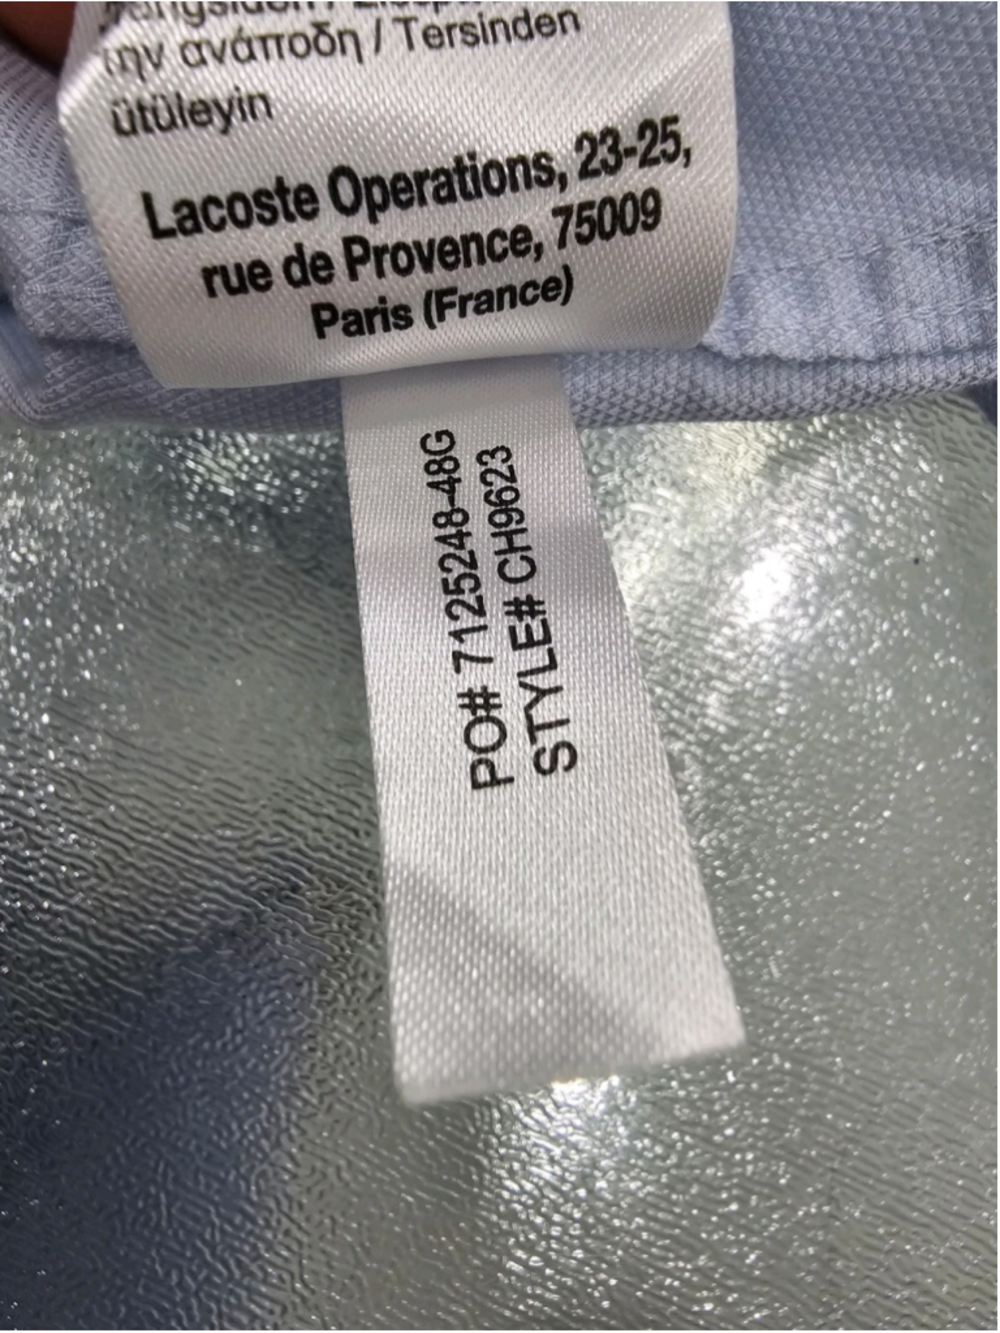 την ανάποδη / Tersinden
ütüleyin
Lacoste Operations, 23-25,
rue de Provence, 75009
Paris (France)
PO# 7125248-48G
STYLE# CH9623